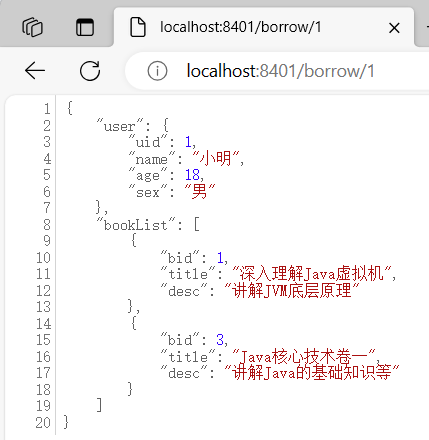 localhost:8401/borrow/1
localhost:8401/borrow/1
1 {
2 "user": {
3 "uid": 1,
4 "name": "小明",
5 "age": 18,
6 "sex": "男"
7 },
8 "bookList": [
9 {
10 "bid": 1,
11 "title": "深入理解Java虚拟机",
12 "desc": "讲解JVM底层原理"
13 },
14 {
15 "bid": 3,
16 "title": "Java核心技术卷一",
17 "desc": "讲解Java的基础知识等"
18 }
19 ]
20 }